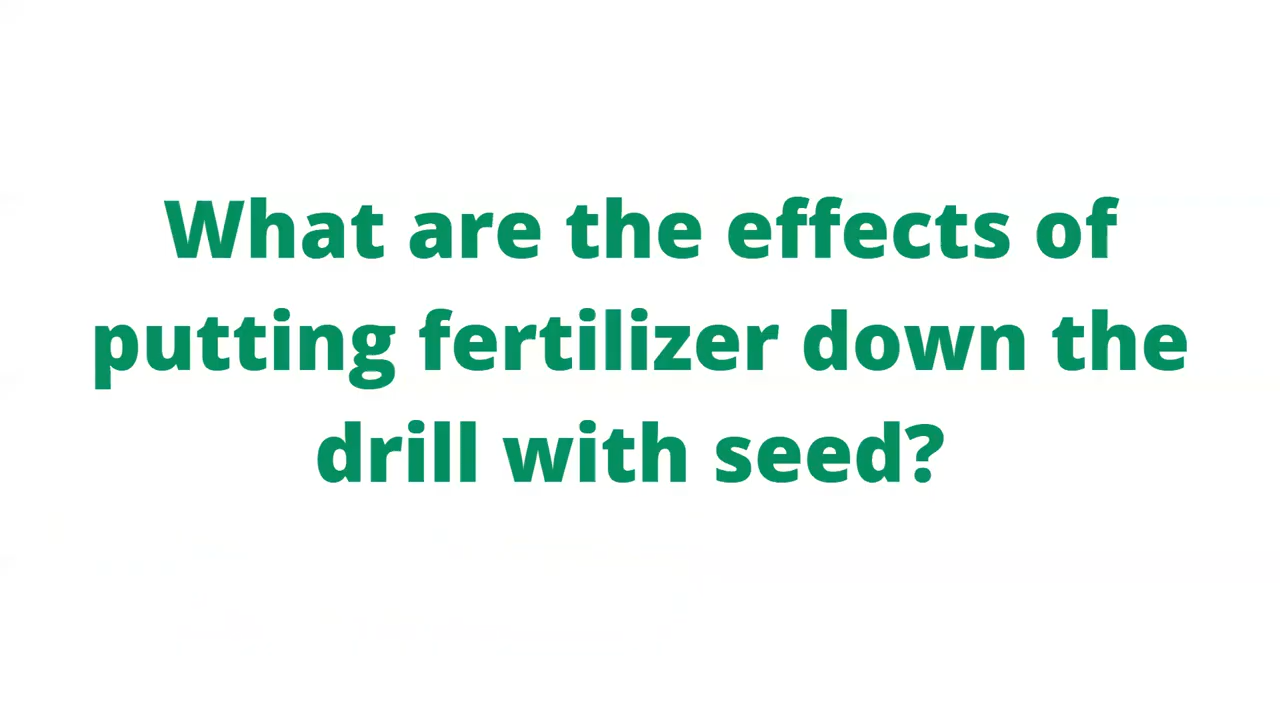 What are the effects of
putting fertilizer down the
drill with seed?